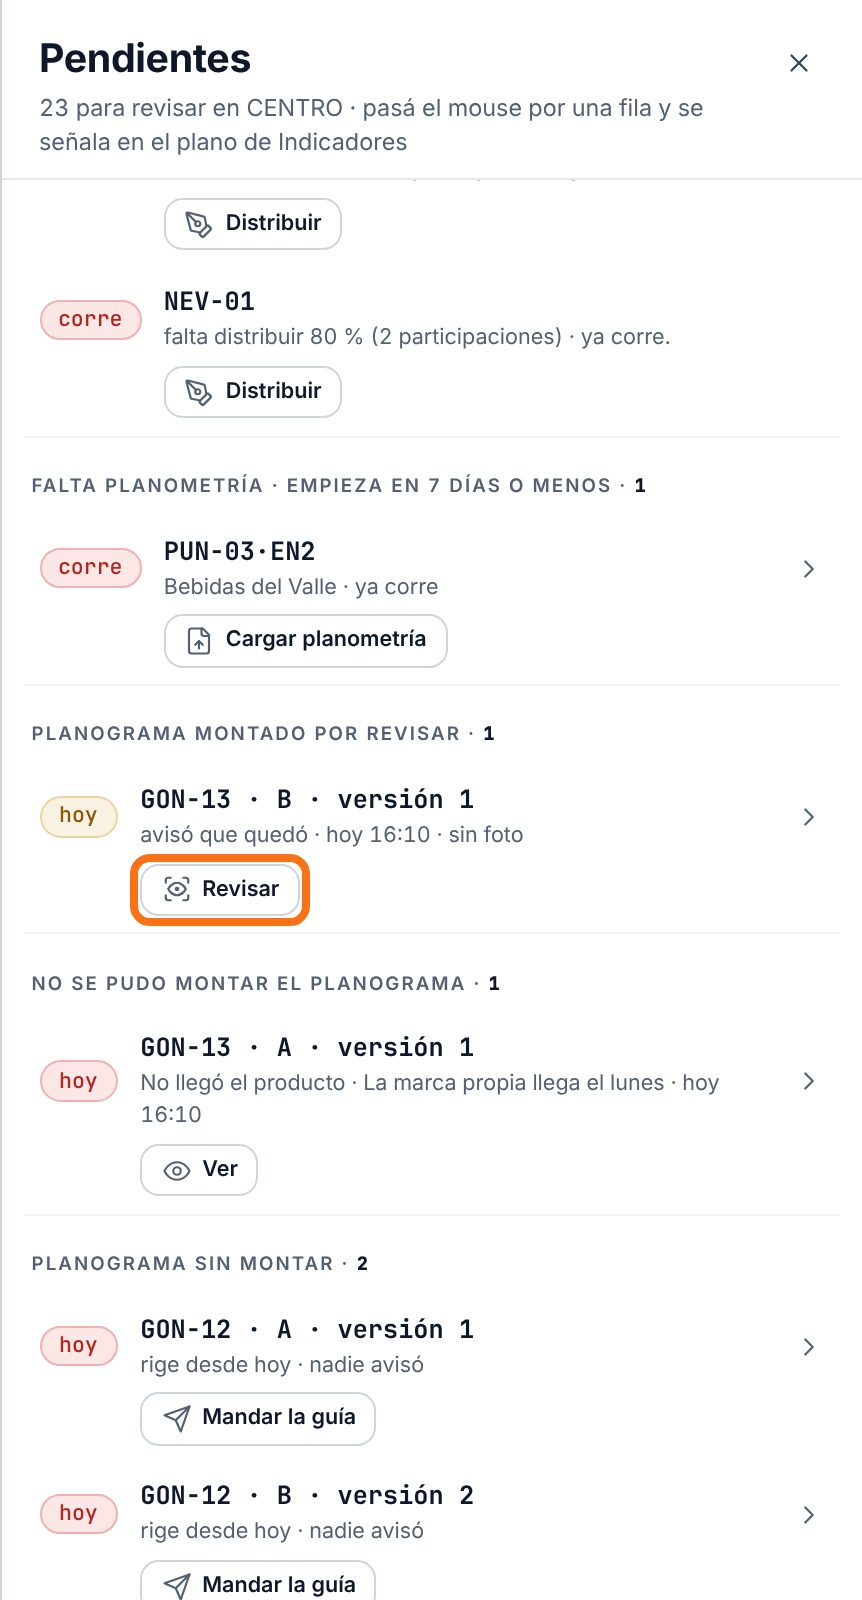 Pendientes
23 para revisar en CENTRO · pasá el mouse por una fila y se
señala en el plano de Indicadores
Distribuir
corre
NEV-01
falta distribuir 80 % (2 participaciones) · ya corre.
Distribuir
FALTA PLANOMETRÍA · EMPIEZA EN 7 DÍAS O MENOS · 1
corre
PUN-03·EN2
Bebidas del Valle · ya corre
Cargar planometría
PLANOGRAMA MONTADO POR REVISAR · 1
hoy
GON-13 · B · versión 1
avisó que quedó · hoy 16:10 · sin foto
Revisar
NO SE PUDO MONTAR EL PLANOGRAMA · 1
hoy
GON-13 · A · versión 1
No llegó el producto · La marca propia llega el lunes · hoy
16:10
Ver
PLANOGRAMA SIN MONTAR · 2
hoy
GON-12 · A · versión 1
rige desde hoy · nadie avisó
Mandar la guía
hoy
GON-12 · B · versión 2
rige desde hoy · nadie avisó
Mandar la guía